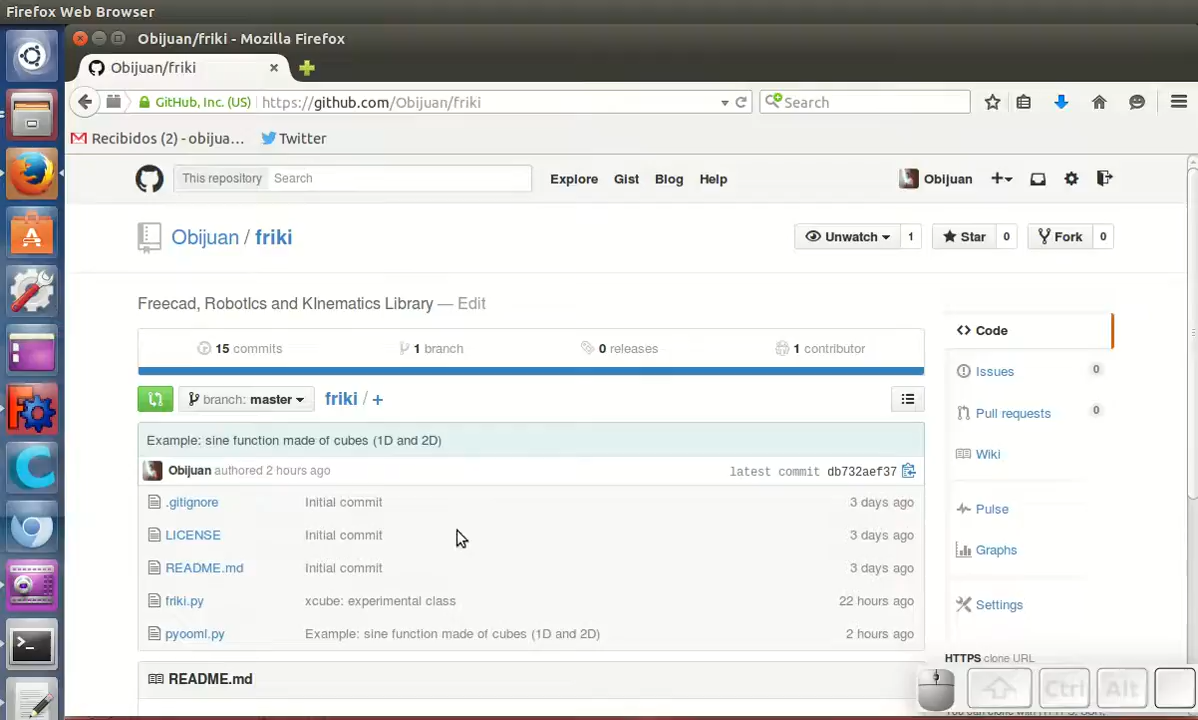 Firefox Web Browser
Obijuan/friki - Mozilla Firefox
Obijuan/friki
GitHub, Inc. (US) https://github.com/Obijuan/friki Search
Recibidos (2) - obijua... Twitter
This repository Search Explore Gist Blog Help Obijuan
Obijuan / friki Unwatch 1 Star 0 Fork 0
Freecad, RobotIcs and KInematics Library — Edit
15 commits 1 branch 0 releases 1 contributor
branch: master friki / +
Example: sine function made of cubes (1D and 2D)
Obijuan authored 2 hours ago latest commit db732aef37
.gitignore Initial commit 3 days ago
LICENSE Initial commit 3 days ago
README.md Initial commit 3 days ago
friki.py xcube: experimental class 22 hours ago
pyooml.py Example: sine function made of cubes (1D and 2D) 2 hours ago
README.md
Code
Issues 0
Pull requests 0
Wiki
Pulse
Graphs
Settings
HTTPS clone URL
Ctrl Alt